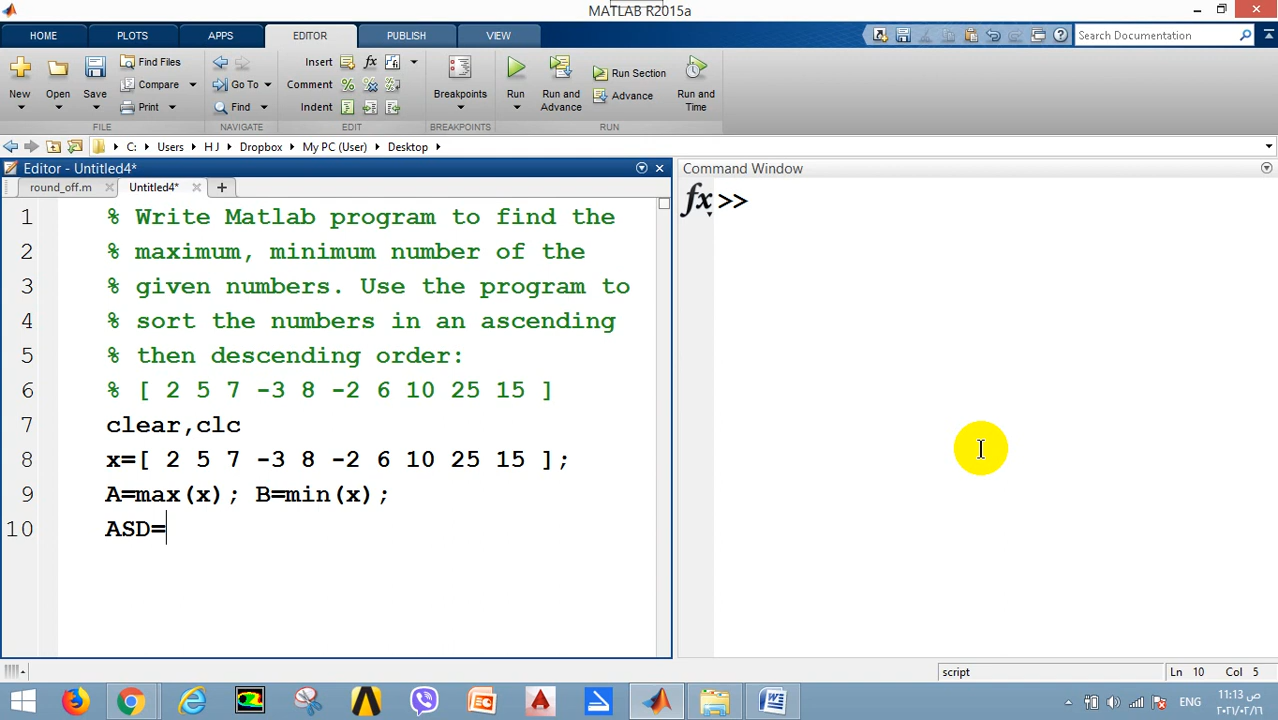 MATLAB R2015a
HOME PLOTS APPS EDITOR PUBLISH VIEW Search Documentation
New Open Save Find Files Compare Print
Go To Find
Insert fx Comment % Indent
Breakpoints
Run Run and Advance Run Section Advance Run and Time
FILE NAVIGATE EDIT BREAKPOINTS RUN
C: Users H J Dropbox My PC (User) Desktop
Editor - Untitled4* Command Window
round_off.m Untitled4*
fx >>
1 % Write Matlab program to find the
2 % maximum, minimum number of the
3 % given numbers. Use the program to
4 % sort the numbers in an ascending
5 % then descending order:
6 % [ 2 5 7 -3 8 -2 6 10 25 15 ]
7 clear,clc
8 x=[ 2 5 7 -3 8 -2 6 10 25 15 ];
9 A=max(x); B=min(x);
10 ASD=
script Ln 10 Col 5
ENG ص 11:13